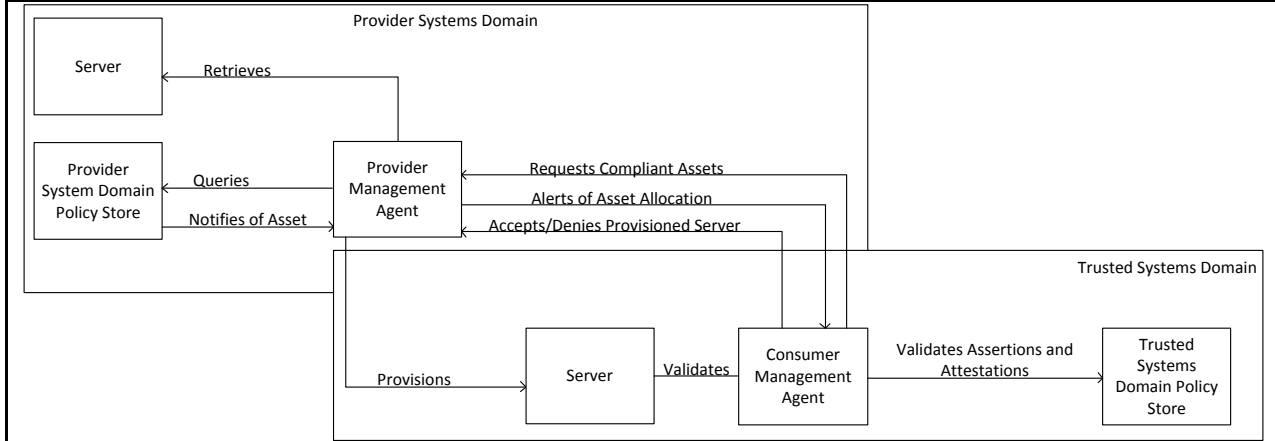 Provider Systems Domain
Server
Retrieves
Provider
System Domain
Policy Store
Queries
Notifies of Asset
Provider
Management
Agent
Requests Compliant Assets
Alerts of Asset Allocation
Accepts/Denies Provisioned Server
Trusted Systems Domain
Provisions
Server
Validates
Consumer
Management
Agent
Validates Assertions and
Attestations
Trusted
Systems
Domain Policy
Store